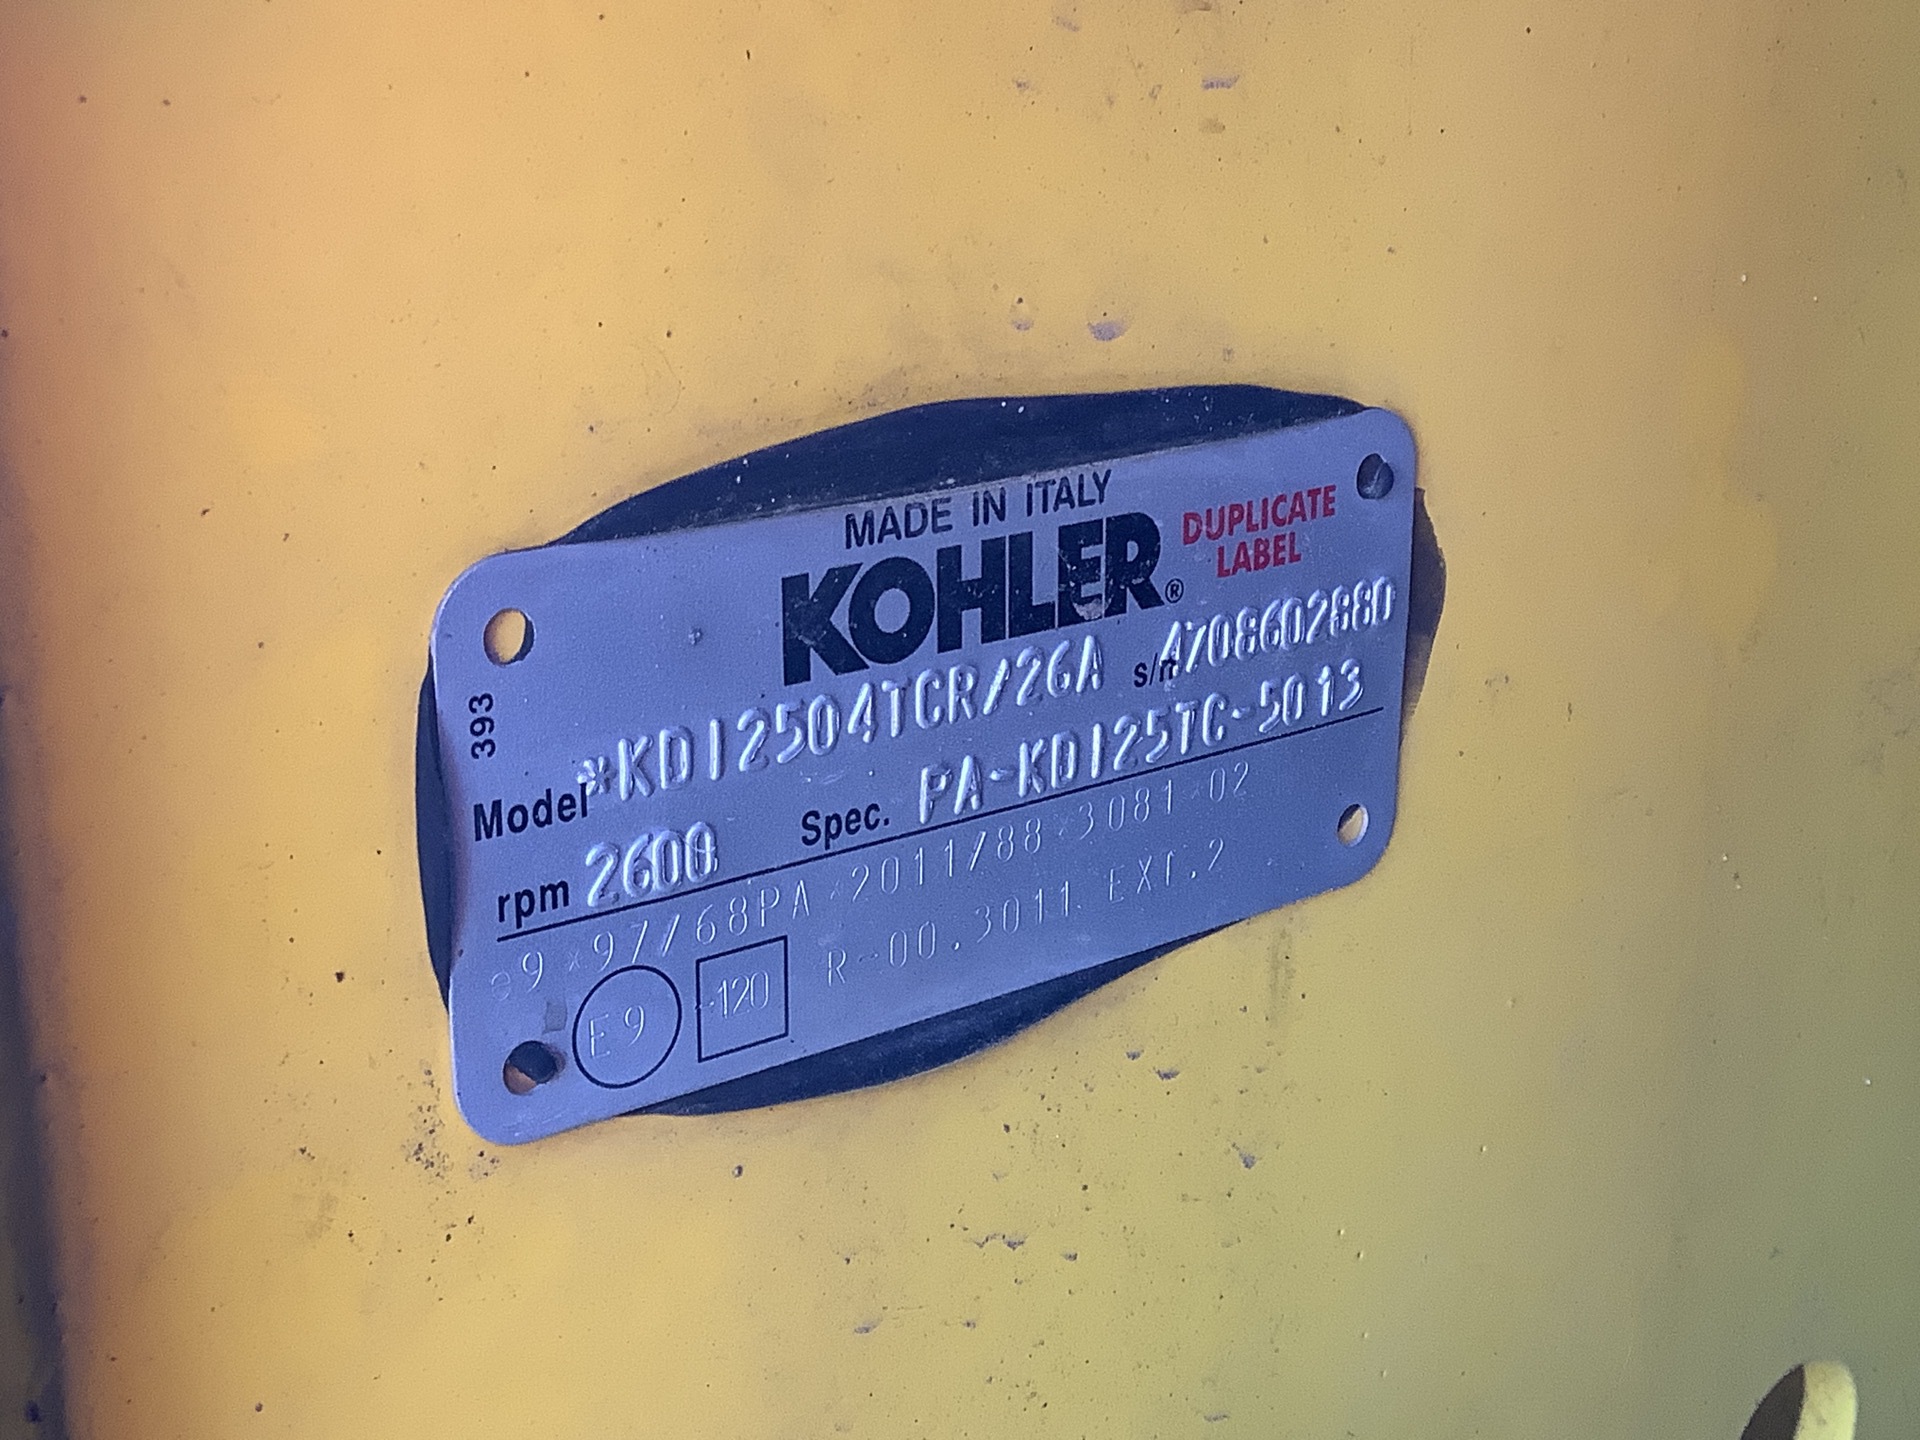 MADE IN ITALY
KOHLER®
DUPLICATE
LABEL
393
Model *KDI2504TCR/26A s/n 4708602880
rpm 2600 Spec. PA-KDI25TC-5013
e9*97/68PA*2011/88*3081*02
E9 120 R-00.3011 EXT.2